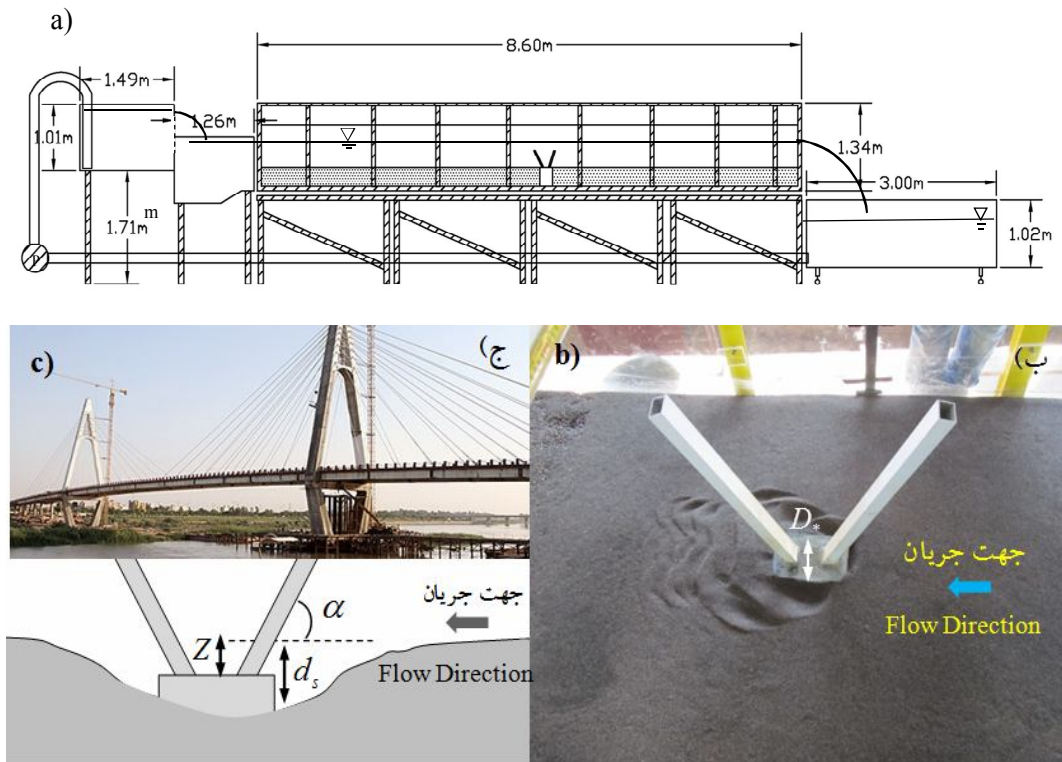 a)
8.60m
1.49m
1.26m
1.01m
1.34m
3.00m
m
1.71m
1.02m
P
c)
ج)
b)
ب)
D*
جهت جریان
Flow Direction
جهت جریان
α
Z
d_s
Flow Direction